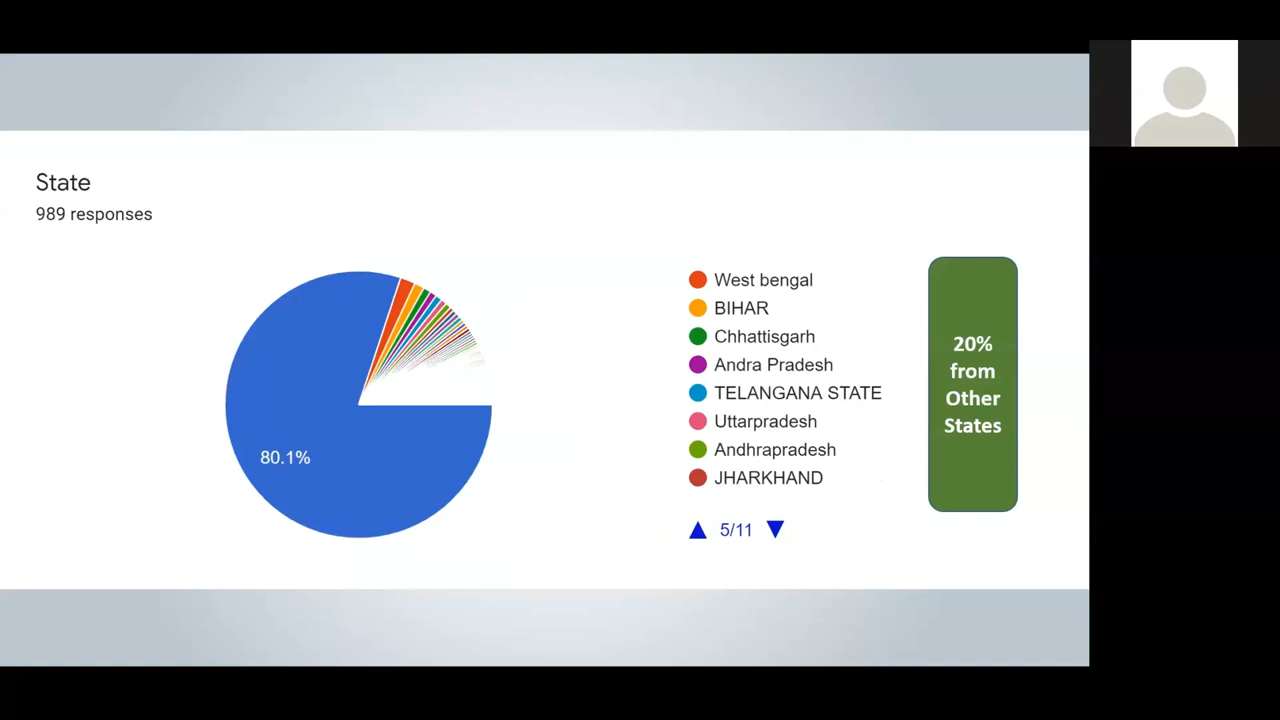 State
989 responses
80.1%
West bengal
BIHAR
Chhattisgarh
Andra Pradesh
TELANGANA STATE
Uttarpradesh
Andhrapradesh
JHARKHAND
5/11
20%
from
Other
States